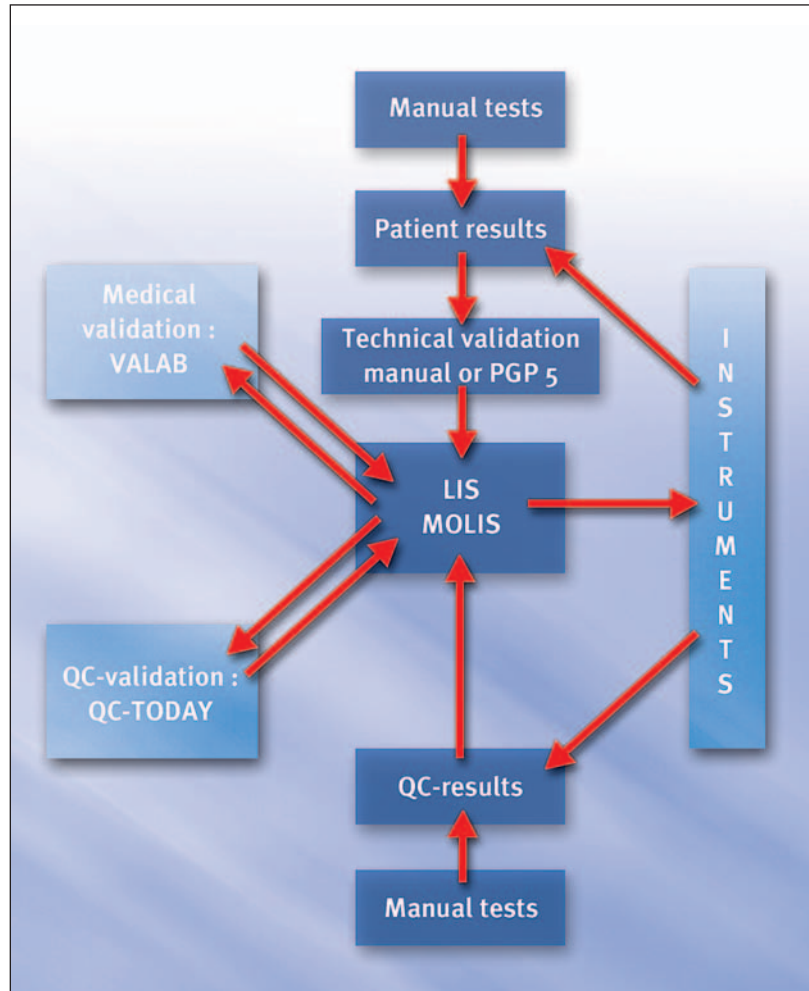 Manual tests
Patient results
Medical
validation :
VALAB
Technical validation
manual or PGP 5
INSTRUMENTS
LIS
MOLIS
QC-validation :
QC-TODAY
QC-results
Manual tests